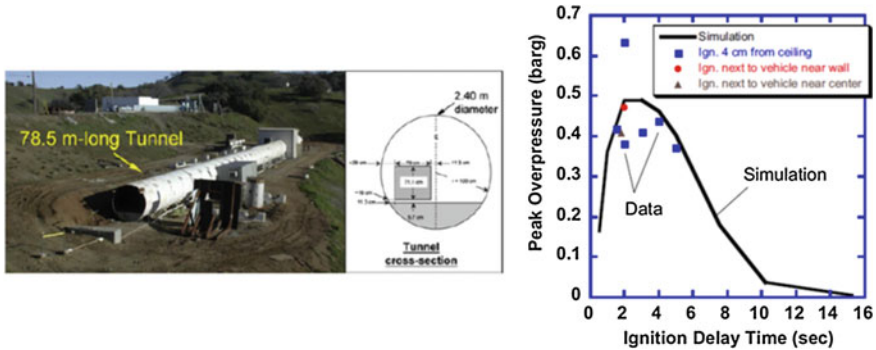 78.5 m-long Tunnel
2.40 m
diameter
Tunnel
cross-section
Peak Overpressure (barg)
0.7
0.6
0.5
0.4
0.3
0.2
0.1
0
0 2 4 6 8 10 12 14 16
Ignition Delay Time (sec)
Simulation
Ign. 4 cm from ceiling
Ign. next to vehicle near wall
Ign. next to vehicle near center
Data
Simulation